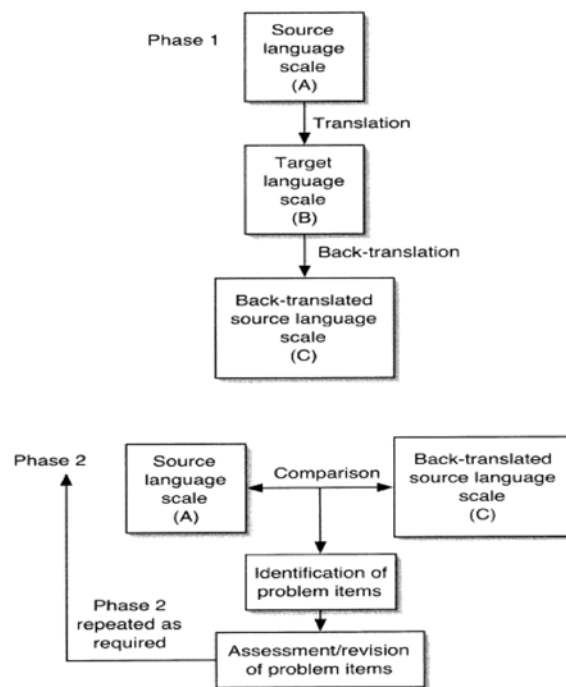 Phase 1
Source
language
scale
(A)
Translation
Target
language
scale
(B)
Back-translation
Back-translated
source language
scale
(C)
Phase 2
Source
language
scale
(A)
Comparison
Back-translated
source language
scale
(C)
Identification of
problem items
Phase 2
repeated as
required
Assessment/revision
of problem items